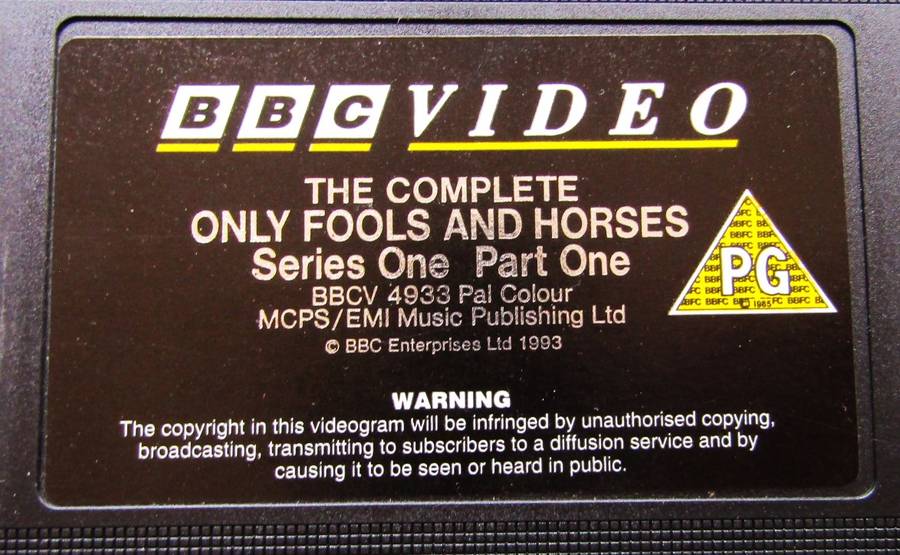 BBC VIDEO
THE COMPLETE
ONLY FOOLS AND HORSES
Series One Part One
BBCV 4933 Pal Colour
MCPS/EMI Music Publishing Ltd
© BBC Enterprises Ltd 1993
PG
© 1985
WARNING
The copyright in this videogram will be infringed by unauthorised copying,
broadcasting, transmitting to subscribers to a diffusion service and by
causing it to be seen or heard in public.